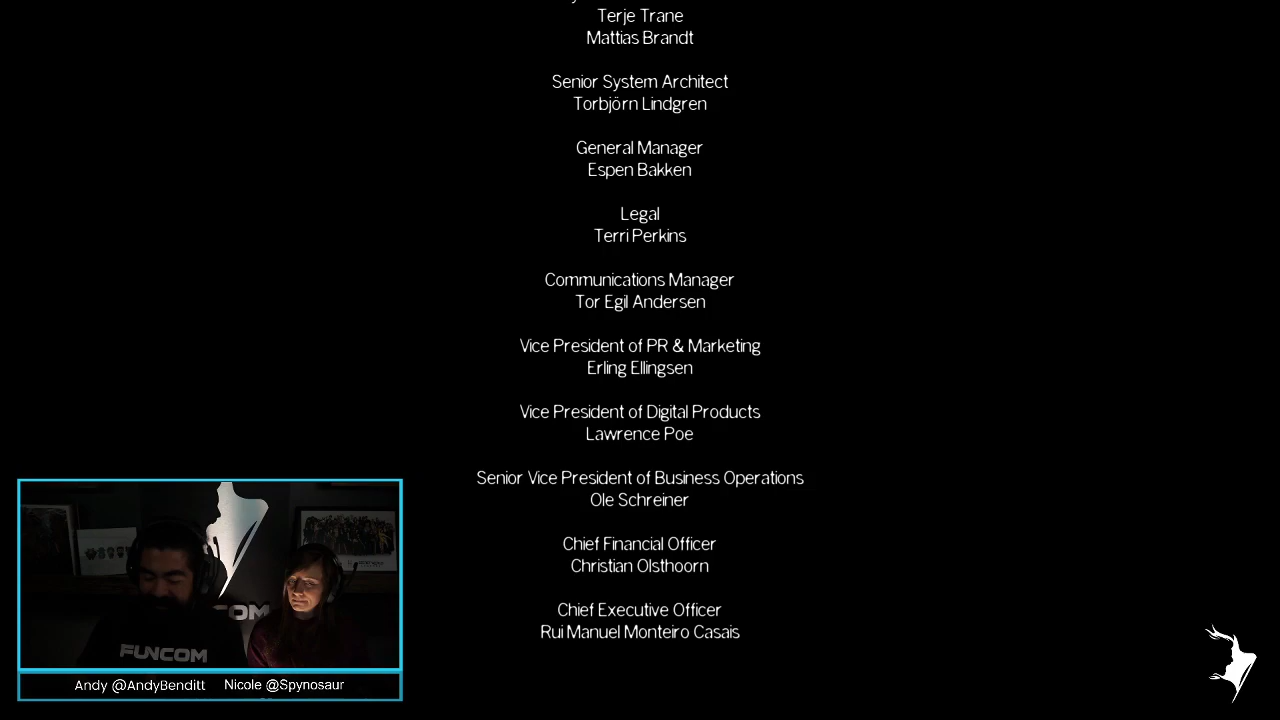 Terje Trane
Mattias Brandt
Senior System Architect
Torbjörn Lindgren
General Manager
Espen Bakken
Legal
Terri Perkins
Communications Manager
Tor Egil Andersen
Vice President of PR & Marketing
Erling Ellingsen
Vice President of Digital Products
Lawrence Poe
Senior Vice President of Business Operations
Ole Schreiner
Chief Financial Officer
Christian Olsthoorn
Chief Executive Officer
Rui Manuel Monteiro Casais
COM
FUNCOM
Andy @AndyBenditt Nicole @Spynosaur